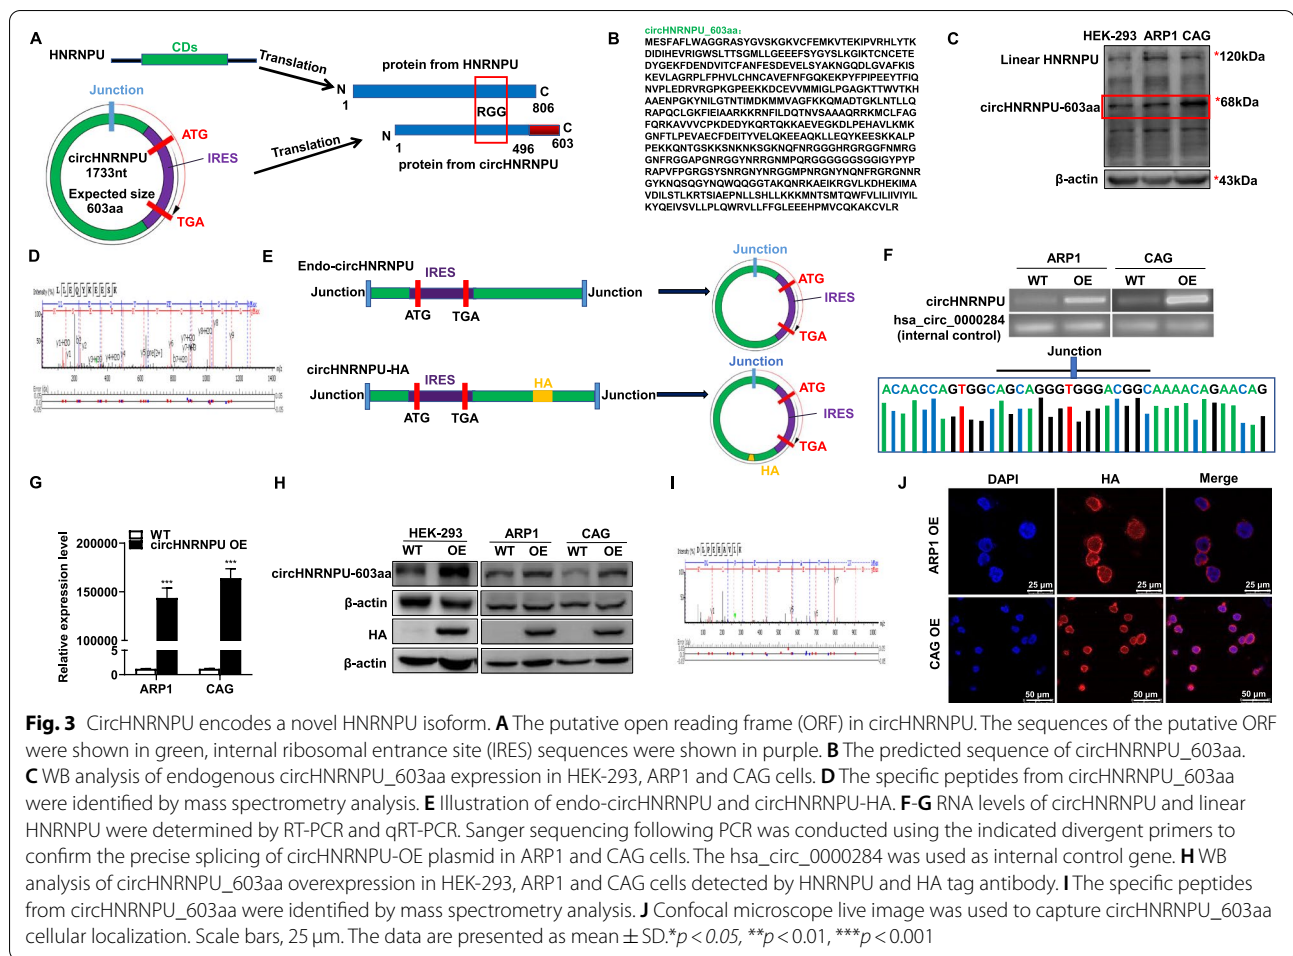 A
HNRNPU
CDs
Translation
protein from HNRNPU
N
C
1
806
RGG
Junction
ATG
IRES
circHNRNPU
1733nt
Expected size
603aa
TGA
Translation
C
N
1
496
603
protein from circHNRNPU
B
circHNRNPU_603aa:
MESFAFLWAGGRASYGVSKGKVCFEMKVTEKIPVRHLYTK
DIDIHEVRIGWSLTTSGMLLGEEEFSYGYSLKGIKTCNCETE
DYGEKFDENDVITCFANFESDEVELSYAKNGQDLGVAFKIS
KEVLAGRPLFPHVLCHNCAVEFNFGQKEKPYFPIPEEYTFIQ
NVPLEDRVRGPKGPEEKKDCEVVMMIGLPGAGKTTWVTKH
AAENPGKYNILGTNTIMDKMMVAGFKKQMADTGKLNTLLQ
RAPQCLGKFIEIAARKKRNFILDQTNVSAAAQRRKMCLFAG
FQRKAVVVCPKDEDYKQRTQKKAEVEGKDLPEHAVLKMK
GNFTLPEVAECFDEITYVELQKEEAQKLLEQYKEESKKALP
PEKKQNTGSKKSNKNKSGKNQFNRGGGHRGRGGFNMRG
GNFRGGAPGNRGGYNRRGNMPQRGGGGGGSGGIGYPYP
RAPVFPGRGSYSNRGNYNRGGMPNRGNYNQNFRGRGNNR
GYKNQSQGYNQWQQGGTAKQNRKAEIKRGVLKDHEKIMA
VDILSTLKRTSIAEPNLLSHLLKKKMNTSMTQWFVLILIVIYIL
KYQEIVSVLLPLQWRVLLFFGLEEEHPMVCQKAKCVLR
C
HEK-293 ARP1 CAG
Linear HNRNPU
*120kDa
circHNRNPU-603aa
*68kDa
β-actin
*43kDa
D
E
Endo-circHNRNPU
IRES
Junction
Junction
ATG
TGA
Junction
ATG
IRES
TGA
circHNRNPU-HA
IRES
HA
Junction
Junction
ATG
TGA
Junction
ATG
IRES
TGA
HA
F
ARP1
CAG
WT OE WT OE
circHNRNPU
hsa_circ_0000284
(internal control)
Junction
ACAACCAGTGGCAGCAGGGTGGGACGGCAAAACAGAACAG
G
WT
circHNRNPU OE
Relative expression level
200000
150000
100000
5
0
***
***
ARP1
CAG
H
HEK-293 ARP1 CAG
WT OE WT OE WT OE
circHNRNPU-603aa
β-actin
HA
β-actin
I
J
DAPI HA Merge
ARP1 OE
25 µm 25 µm 25 µm
CAG OE
50 µm 50 µm 50 µm
Fig. 3 CircHNRNPU encodes a novel HNRNPU isoform. A The putative open reading frame (ORF) in circHNRNPU. The sequences of the putative ORF
were shown in green, internal ribosomal entrance site (IRES) sequences were shown in purple. B The predicted sequence of circHNRNPU_603aa.
C WB analysis of endogenous circHNRNPU_603aa expression in HEK-293, ARP1 and CAG cells. D The specific peptides from circHNRNPU_603aa
were identified by mass spectrometry analysis. E Illustration of endo-circHNRNPU and circHNRNPU-HA. F-G RNA levels of circHNRNPU and linear
HNRNPU were determined by RT-PCR and qRT-PCR. Sanger sequencing following PCR was conducted using the indicated divergent primers to
confirm the precise splicing of circHNRNPU-OE plasmid in ARP1 and CAG cells. The hsa_circ_0000284 was used as internal control gene. H WB
analysis of circHNRNPU_603aa overexpression in HEK-293, ARP1 and CAG cells detected by HNRNPU and HA tag antibody. I The specific peptides
from circHNRNPU_603aa were identified by mass spectrometry analysis. J Confocal microscope live image was used to capture circHNRNPU_603aa
cellular localization. Scale bars, 25 µm. The data are presented as mean ± SD.*p < 0.05, **p < 0.01, ***p < 0.001